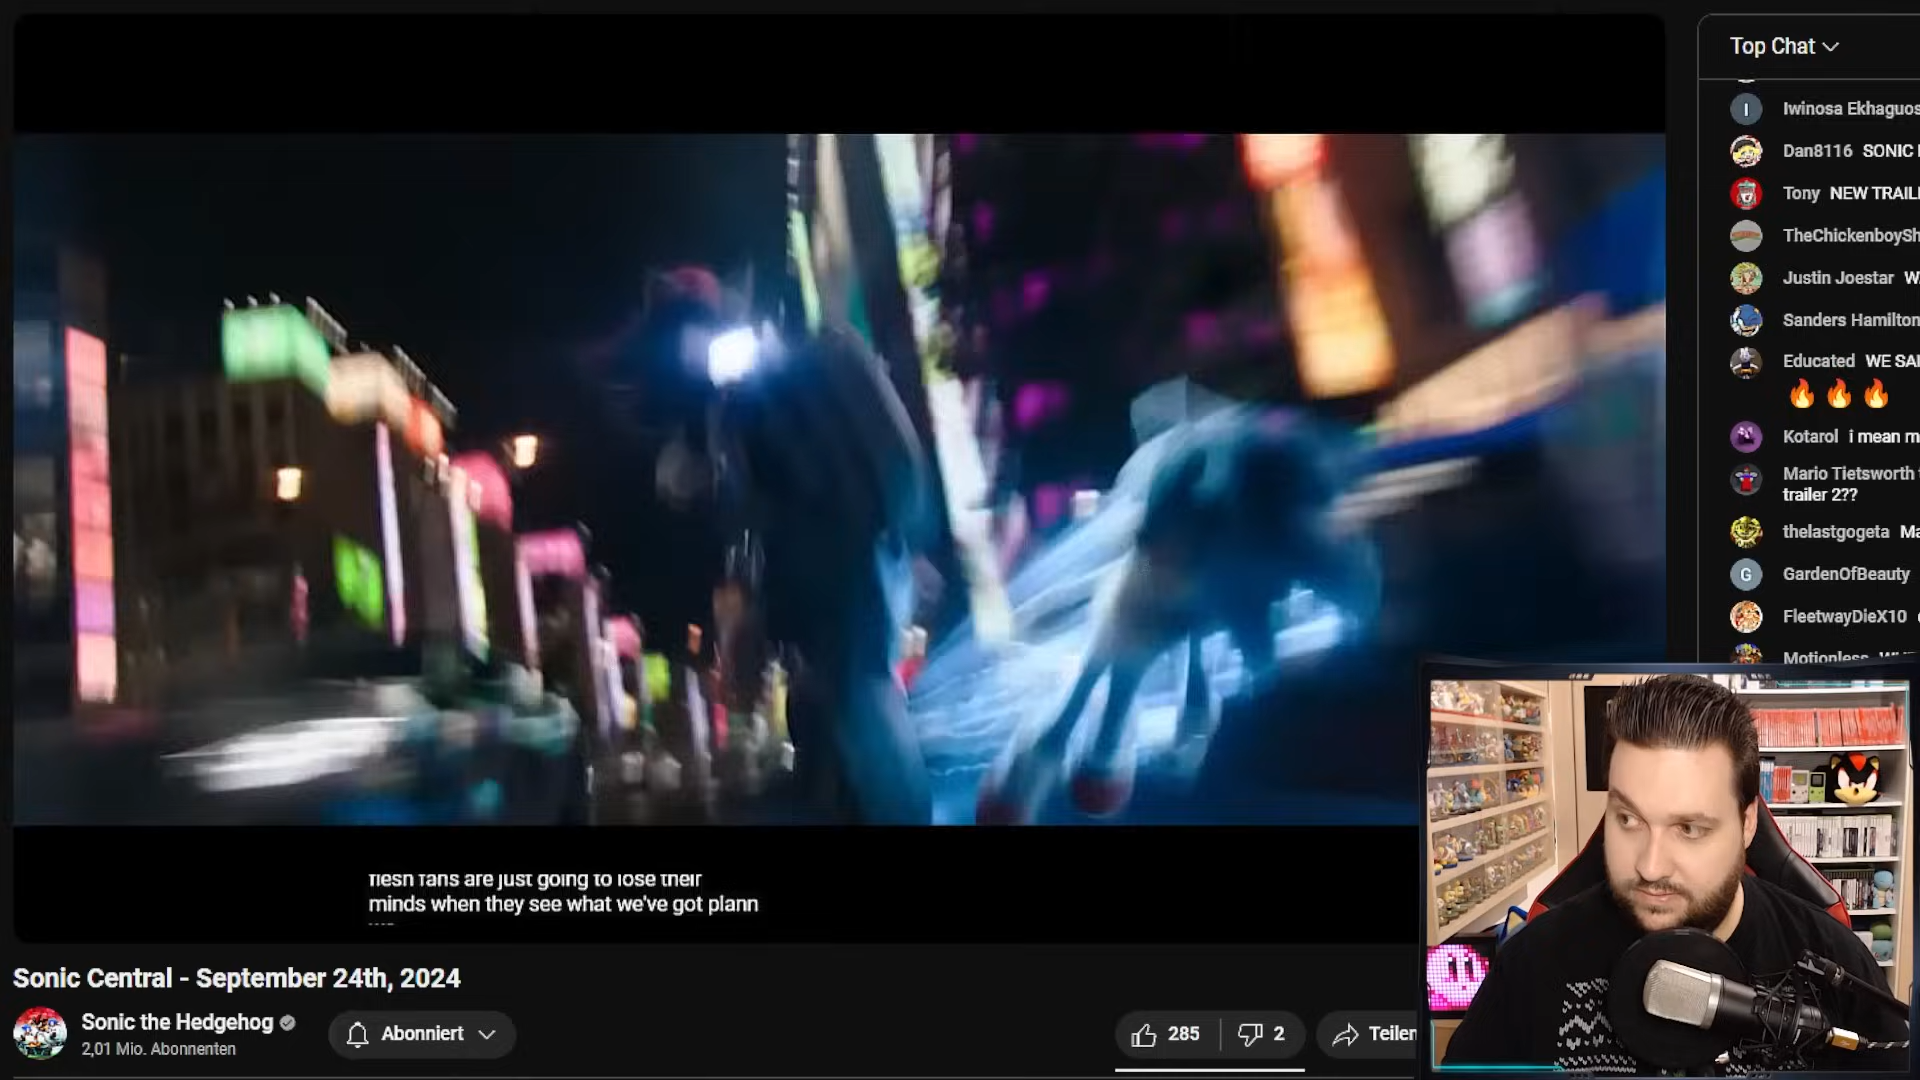 Top Chat
I
Iwinosa Ekhaguos
Dan8116 SONIC
Tony NEW TRAIL
TheChickenboySh
Justin Joestar W
Sanders Hamilton
Educated WE SAI
Kotarol i mean m
Mario Tietsworth
trailer 2??
thelastgogeta Ma
G
GardenOfBeauty
FleetwayDieX10
Motionless
flesh fans are just going to lose their
minds when they see what we've got plann
Sonic Central - September 24th, 2024
Sonic the Hedgehog
2,01 Mio. Abonnenten
Abonniert
285
2
Teilen